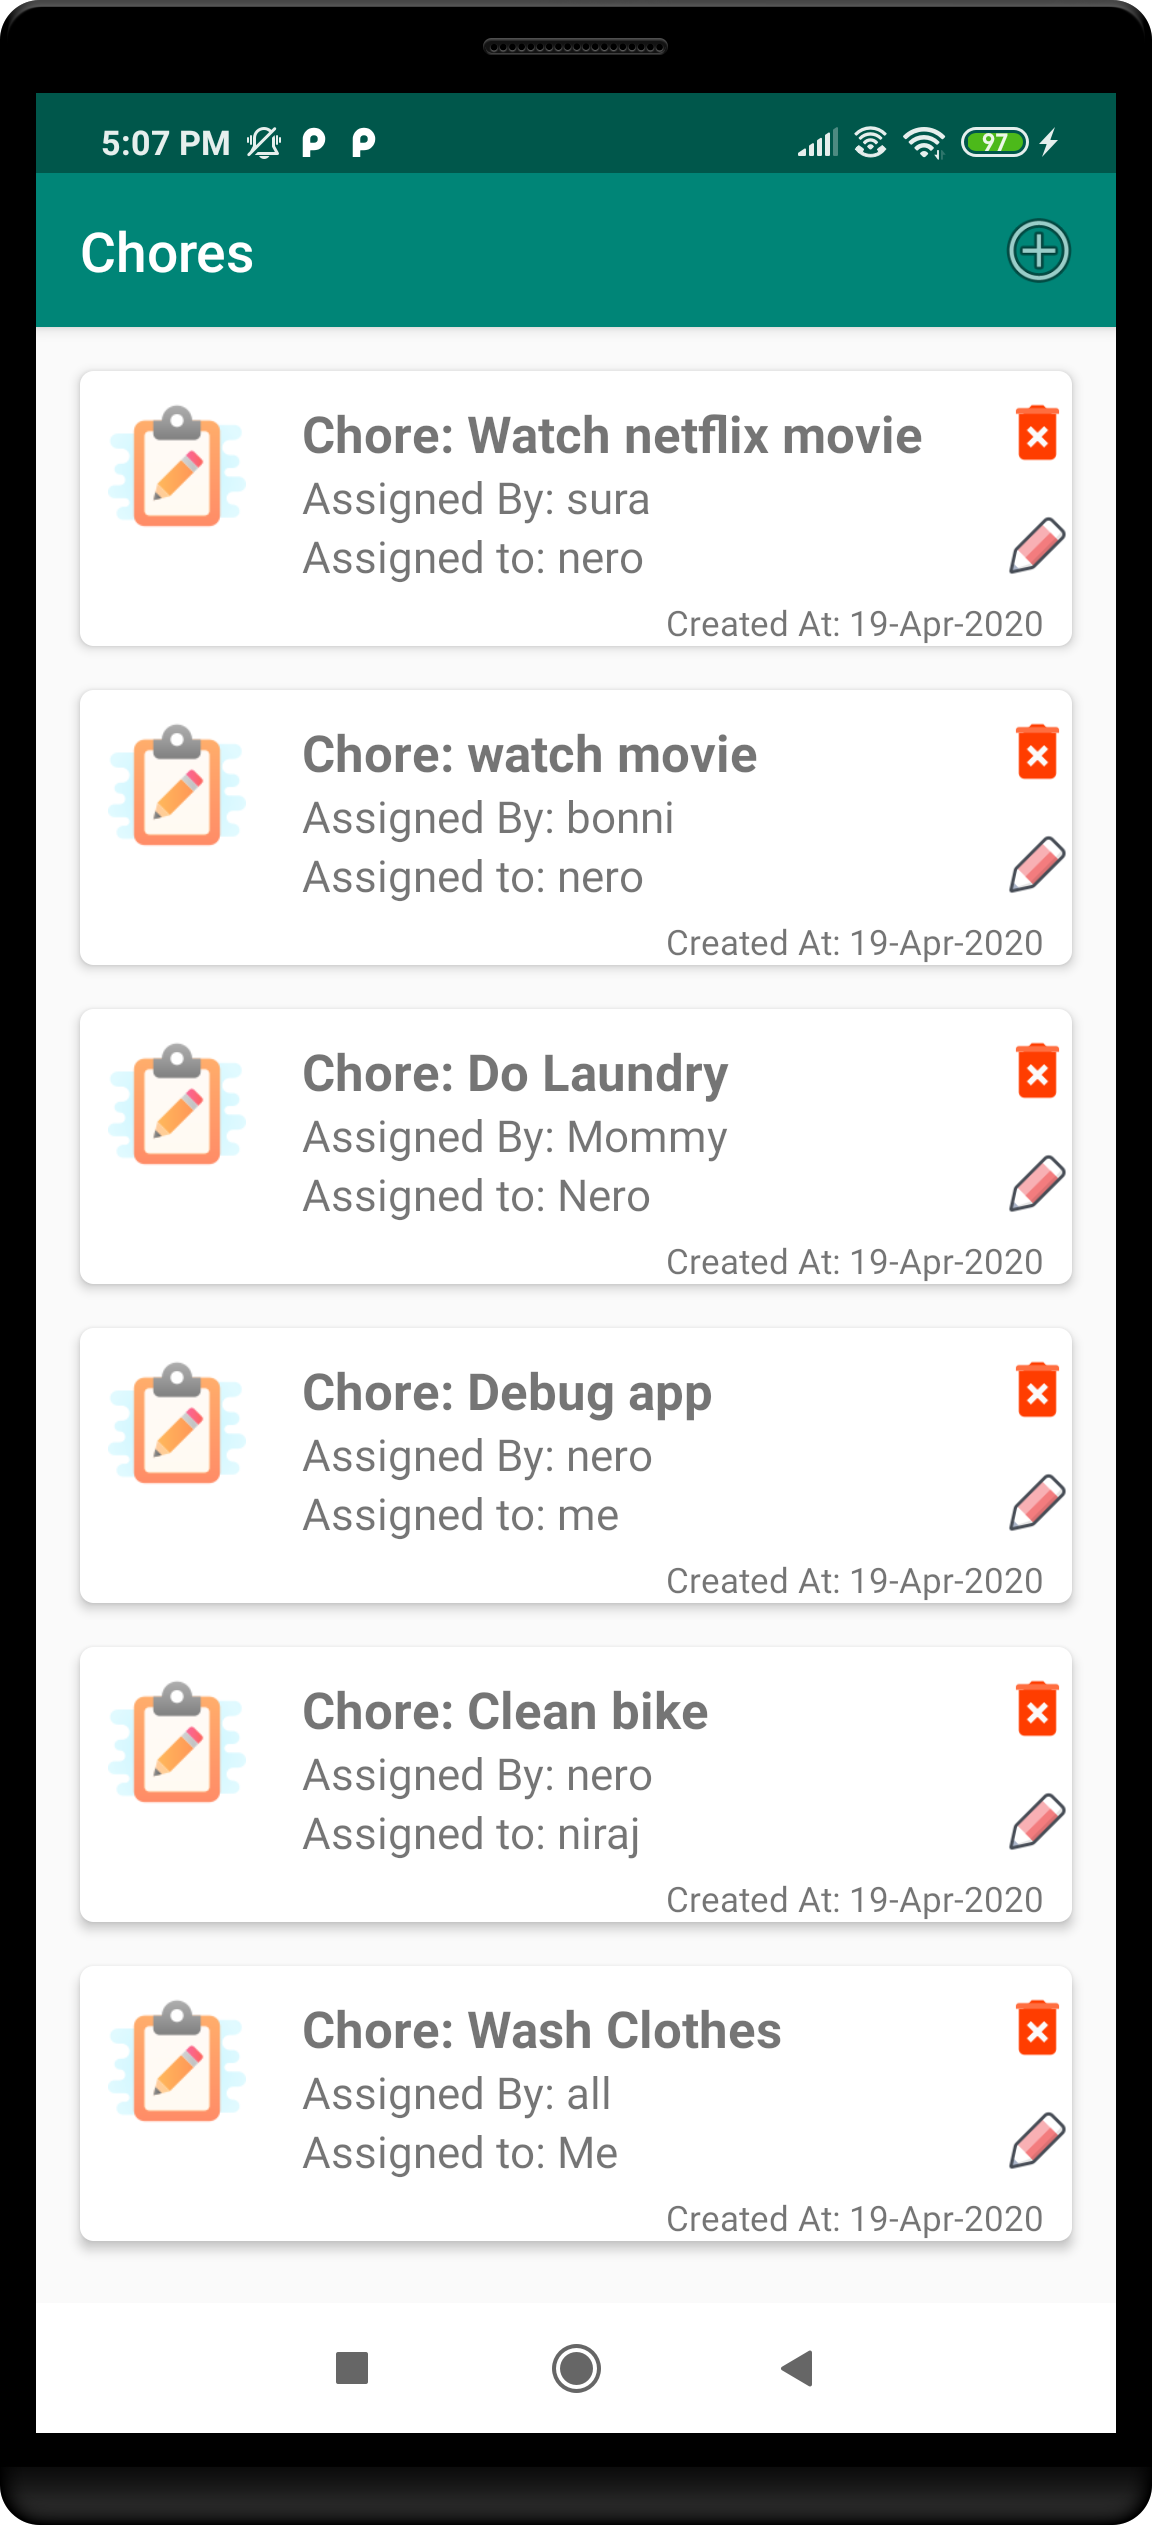 5:07 PM
97
Chores
Chore: Watch netflix movie
Assigned By: sura
Assigned to: nero
Created At: 19-Apr-2020
Chore: watch movie
Assigned By: bonni
Assigned to: nero
Created At: 19-Apr-2020
Chore: Do Laundry
Assigned By: Mommy
Assigned to: Nero
Created At: 19-Apr-2020
Chore: Debug app
Assigned By: nero
Assigned to: me
Created At: 19-Apr-2020
Chore: Clean bike
Assigned By: nero
Assigned to: niraj
Created At: 19-Apr-2020
Chore: Wash Clothes
Assigned By: all
Assigned to: Me
Created At: 19-Apr-2020